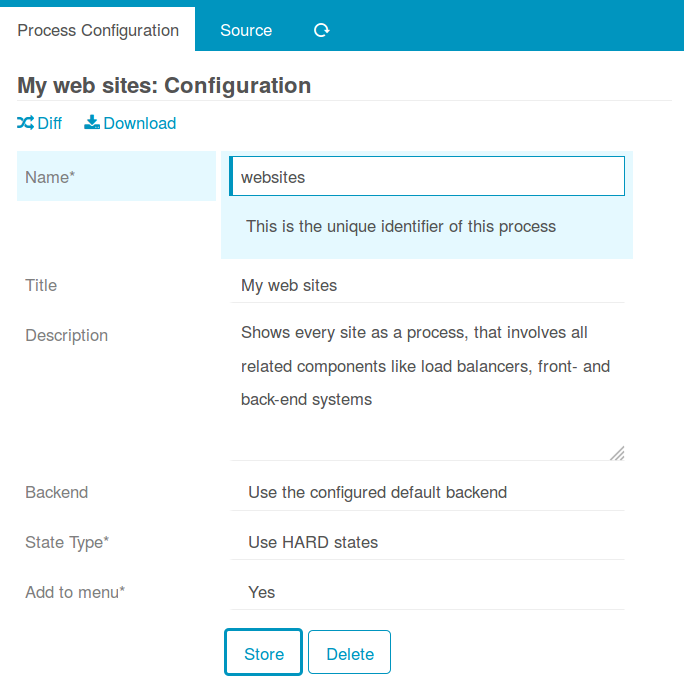 Process Configuration Source
My web sites: Configuration
Diff Download
Name* websites
This is the unique identifier of this process
Title My web sites
Description Shows every site as a process, that involves all
related components like load balancers, front- and
back-end systems
Backend Use the configured default backend
State Type* Use HARD states
Add to menu* Yes
Store Delete